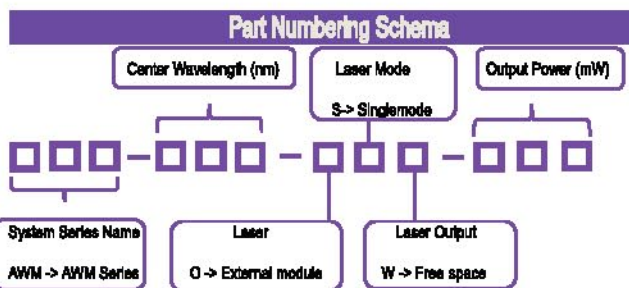 Part Numbering Schema
Center Wavelength (nm)
Laser Mode
S-> Singlemode
Output Power (mW)
System Series Name
AWM -> AWM Series
Laser
O -> External module
Laser Output
W -> Free space